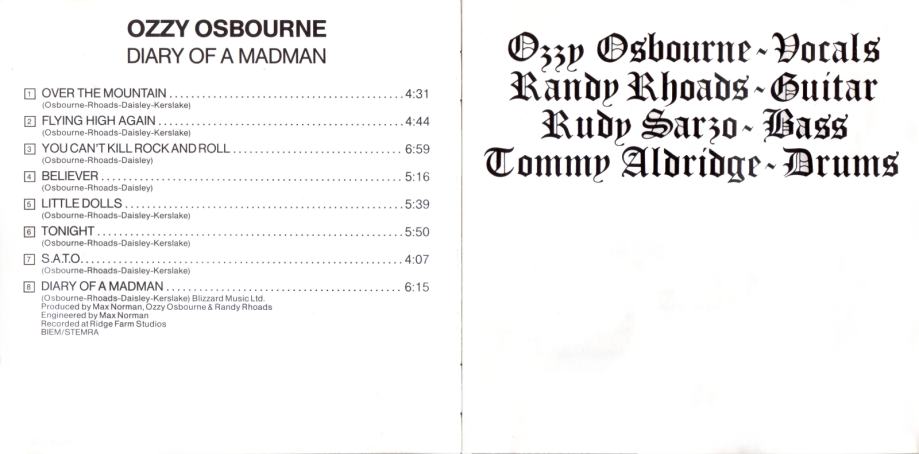 OZZY OSBOURNE
DIARY OF A MADMAN
1 OVER THE MOUNTAIN ........ 4:31
(Osbourne-Rhoads-Daisley-Kerslake)
2 FLYING HIGH AGAIN ........ 4:44
(Osbourne-Rhoads-Daisley-Kerslake)
3 YOU CAN'T KILL ROCK AND ROLL ........ 6:59
(Osbourne-Rhoads-Daisley)
4 BELIEVER ........ 5:16
(Osbourne-Rhoads-Daisley)
5 LITTLE DOLLS ........ 5:39
(Osbourne-Rhoads-Daisley-Kerslake)
6 TONIGHT ........ 5:50
(Osbourne-Rhoads-Daisley-Kerslake)
7 S.A.T.O. ........ 4:07
(Osbourne-Rhoads-Daisley-Kerslake)
8 DIARY OF A MADMAN ........ 6:15
(Osbourne-Rhoads-Daisley-Kerslake) Blizzard Music Ltd.
Produced by Max Norman, Ozzy Osbourne & Randy Rhoads
Engineered by Max Norman
Recorded at Ridge Farm Studios
BIEM/STEMRA
Ozzy Osbourne ~ Vocals
Randy Rhoads ~ Guitar
Rudy Sarzo ~ Bass
Tommy Aldridge ~ Drums